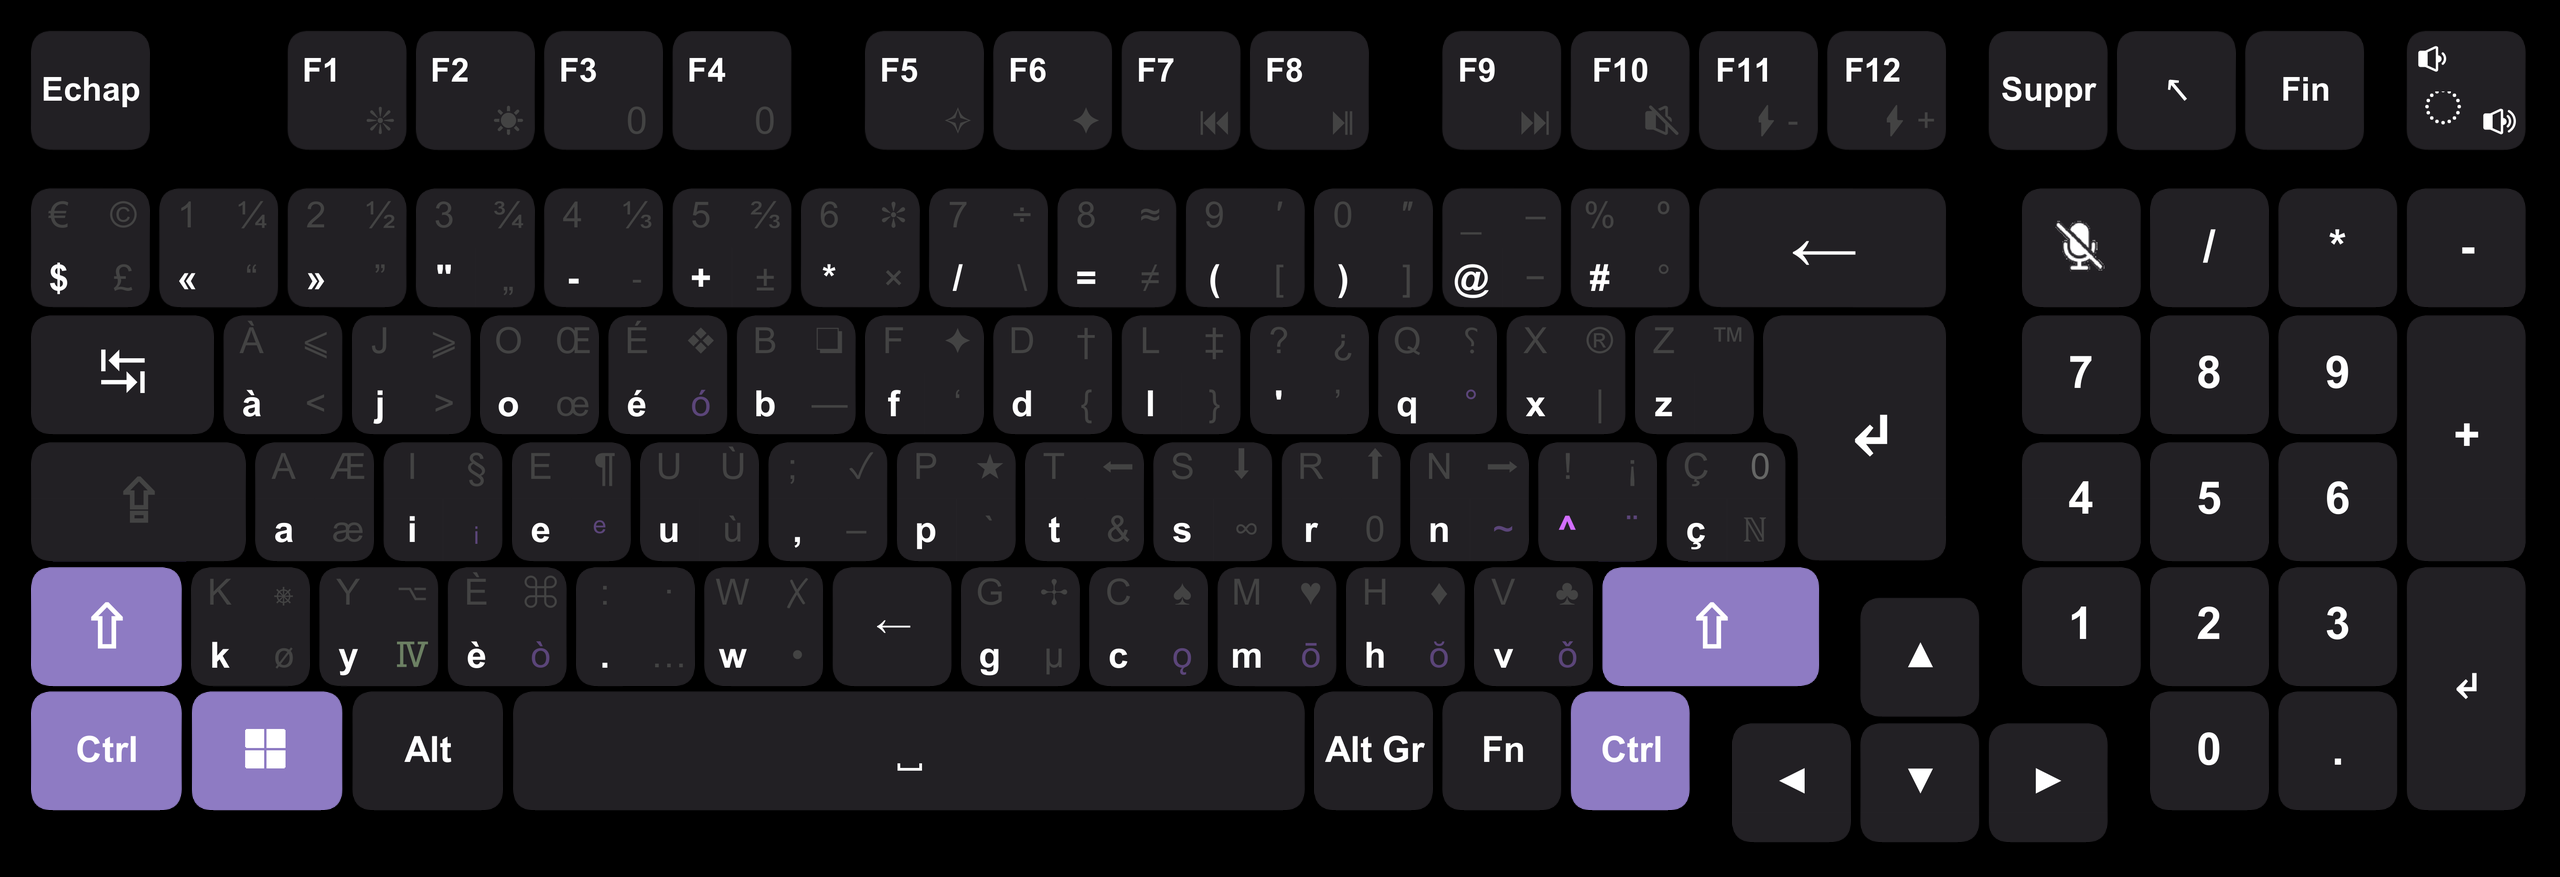 Echap F1 F2 F3 0 F4 0 F5 F6 F7 F8 F9 F10 F11 - F12 + Suppr ↖ Fin
€ © 1 ¼ 2 ½ 3 ¾ 4 ⅓ 5 ⅔ 6 ✻ 7 ÷ 8 ≈ 9 ′ 0 ″ _ – % º
$ £ « “ » ” " „ - - + ± * × / \ = ≠ ( [ ) ] @ − # ° ← / * -
À ⩽ J ⩾ O Œ É ❖ B ❏ F ✦ D † L ‡ ? ¿ Q ⸮ X ® Z ™
à < j > o œ é ó b — f ‘ d { l } ' ’ q ° x | z 7 8 9 +
A Æ I § E ¶ U Ù ; ✓ P ★ T ← S ↓ R ↑ N → ! ¡ Ç 0
a æ i i e e u ù , – p ` t & s ∞ r 0 n ~ ^ ¨ ç ℕ 4 5 6
K ⎈ Y ⌥ È ⌘ : · W ☓ G ✢ C ♠ M ♥ H ♦ V ♣
k ø y Ⅳ è ò . … w • ← g µ c ǫ m ō h ŏ v ǒ 1 2 3
Ctrl Alt ⎵ Alt Gr Fn Ctrl 0 .